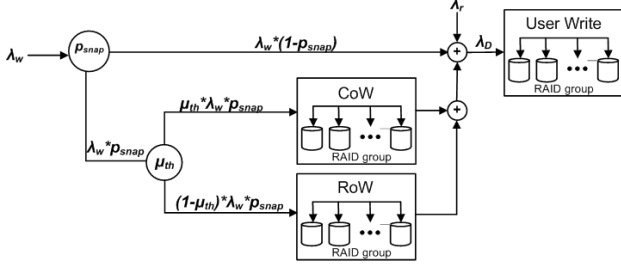 λr
λw
psnap
λw*(1-psnap)
λD
User Write
RAID group
CoW
μth*λw*psnap
RAID group
λw*psnap
μth
RoW
(1-μth)*λw*psnap
RAID group